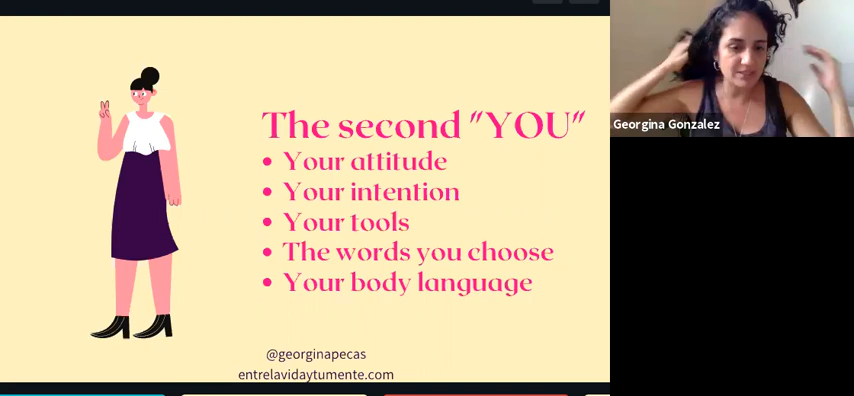 The second "YOU"
Your attitude
Your intention
Your tools
The words you choose
Your body language
@georginapecas
entrelavidaytumente.com
Georgina Gonzalez